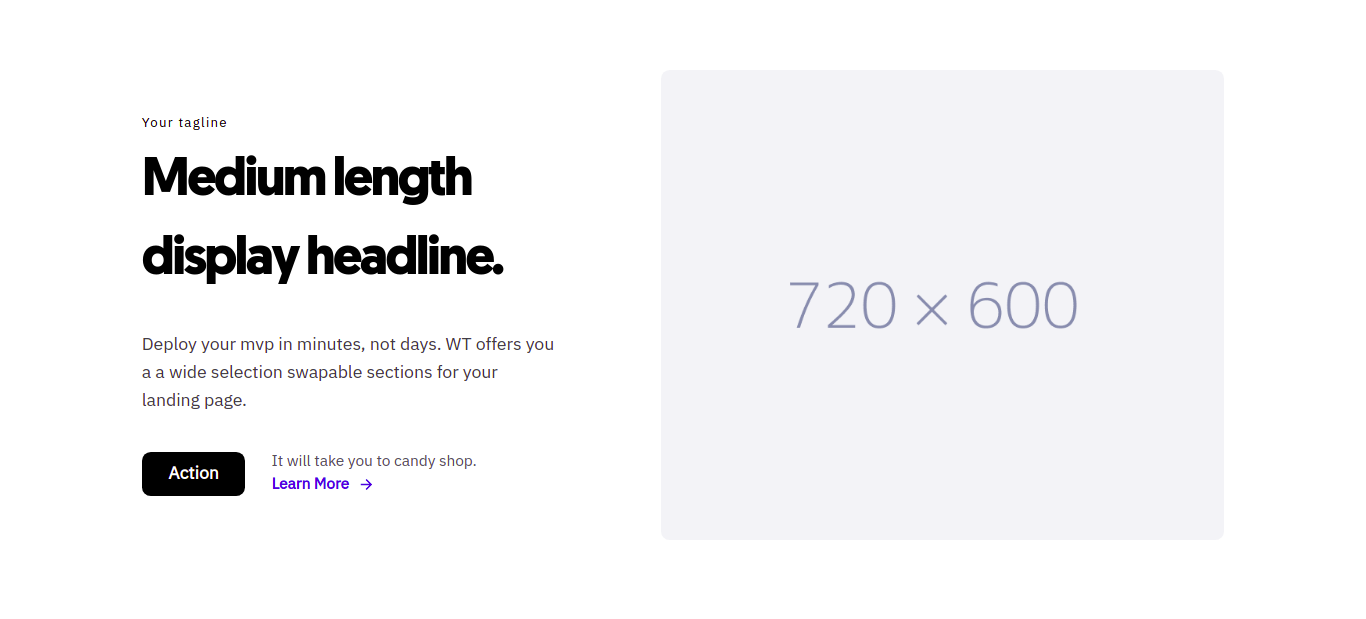 Your tagline
Medium length
display headline.
Deploy your mvp in minutes, not days. WT offers you
a a wide selection swapable sections for your
landing page.
Action
It will take you to candy shop.
Learn More →
720 × 600